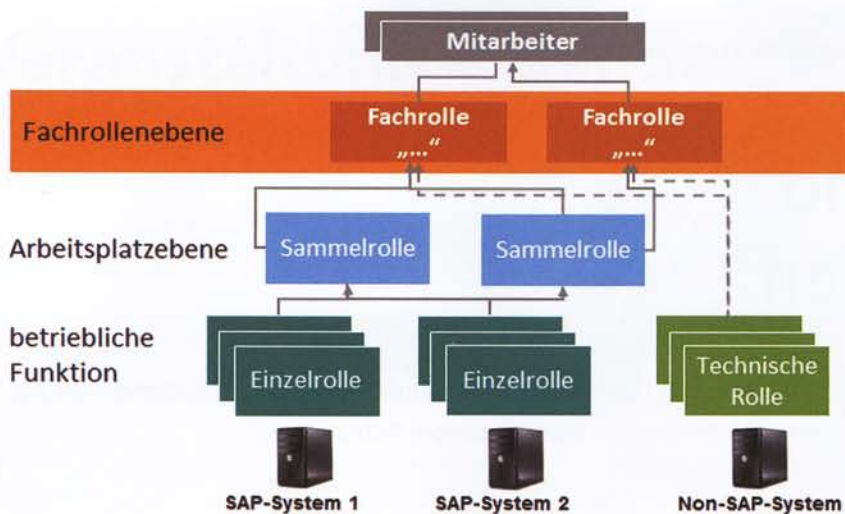 Mitarbeiter
Fachrollenebene
Fachrolle
„...“
Fachrolle
„...“
Arbeitsplatzebene
Sammelrolle
Sammelrolle
betriebliche
Funktion
Einzelrolle
Einzelrolle
Technische
Rolle
SAP-System 1
SAP-System 2
Non-SAP-System